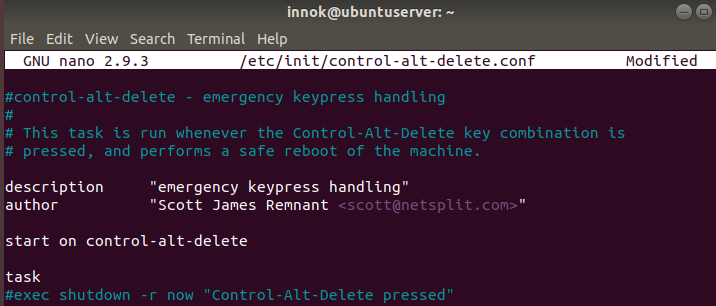 innok@ubuntuserver: ~
File Edit View Search Terminal Help
GNU nano 2.9.3 /etc/init/control-alt-delete.conf Modified
#control-alt-delete - emergency keypress handling
#
# This task is run whenever the Control-Alt-Delete key combination is
# pressed, and performs a safe reboot of the machine.
description "emergency keypress handling"
author "Scott James Remnant <scott@netsplit.com>"
start on control-alt-delete
task
#exec shutdown -r now "Control-Alt-Delete pressed"